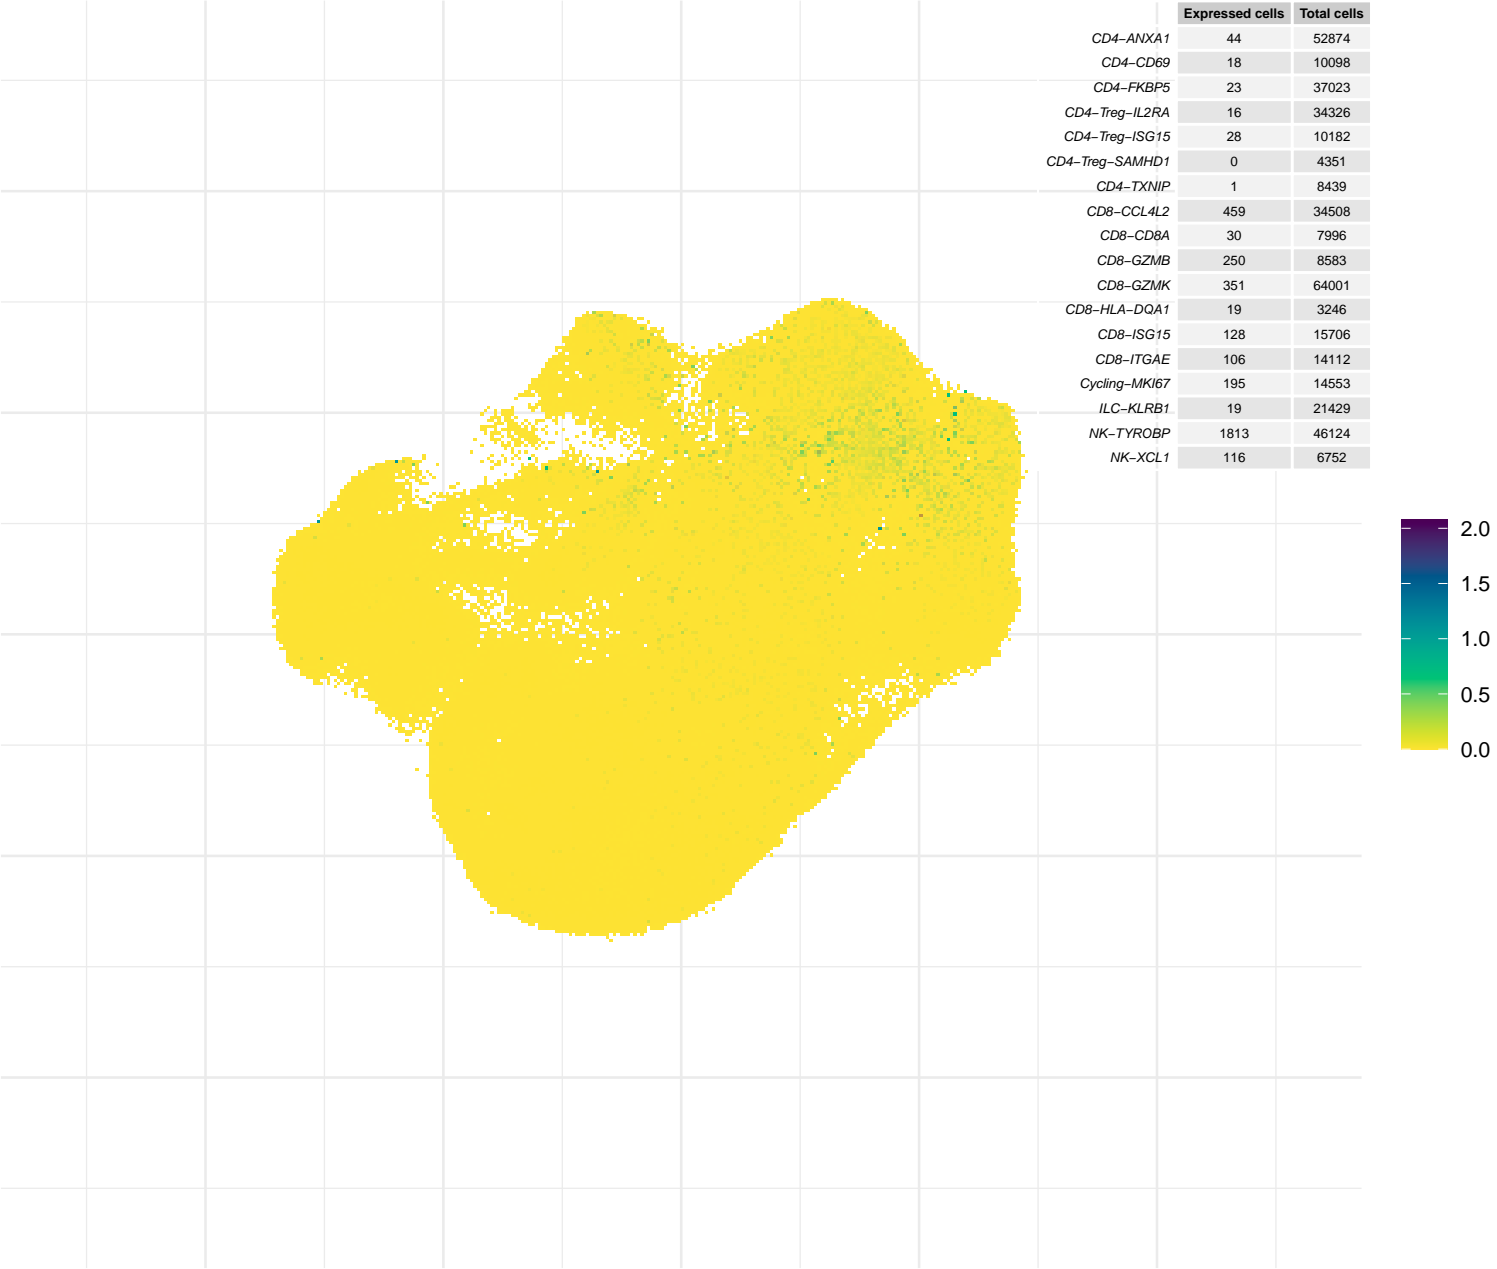 Expressed cells Total cells
CD4−ANXA1 44 52874
CD4−CD69 18 10098
CD4−FKBP5 23 37023
CD4−Treg−IL2RA 16 34326
CD4−Treg−ISG15 28 10182
CD4−Treg−SAMHD1 0 4351
CD4−TXNIP 1 8439
CD8−CCL4L2 459 34508
CD8−CD8A 30 7996
CD8−GZMB 250 8583
CD8−GZMK 351 64001
CD8−HLA−DQA1 19 3246
CD8−ISG15 128 15706
CD8−ITGAE 106 14112
Cycling−MKI67 195 14553
ILC−KLRB1 19 21429
NK−TYROBP 1813 46124
NK−XCL1 116 6752
2.0
1.5
1.0
0.5
0.0